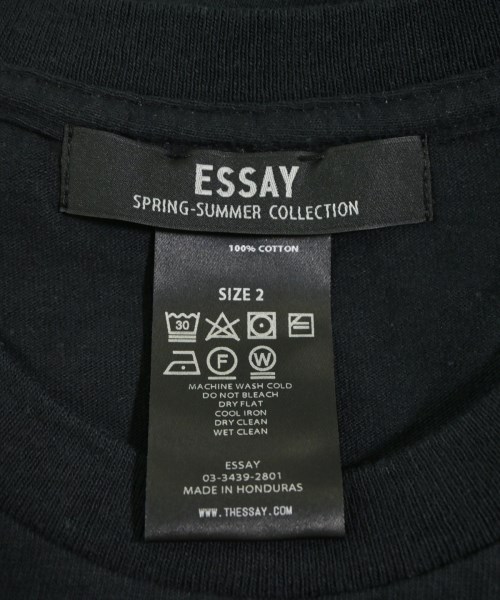 ESSAY
SPRING-SUMMER COLLECTION
100% COTTON
SIZE 2
30
F W
MACHINE WASH COLD
DO NOT BLEACH
DRY FLAT
COOL IRON
DRY CLEAN
WET CLEAN
ESSAY
03-3439-2801
MADE IN HONDURAS
WWW.THESSAY.COM